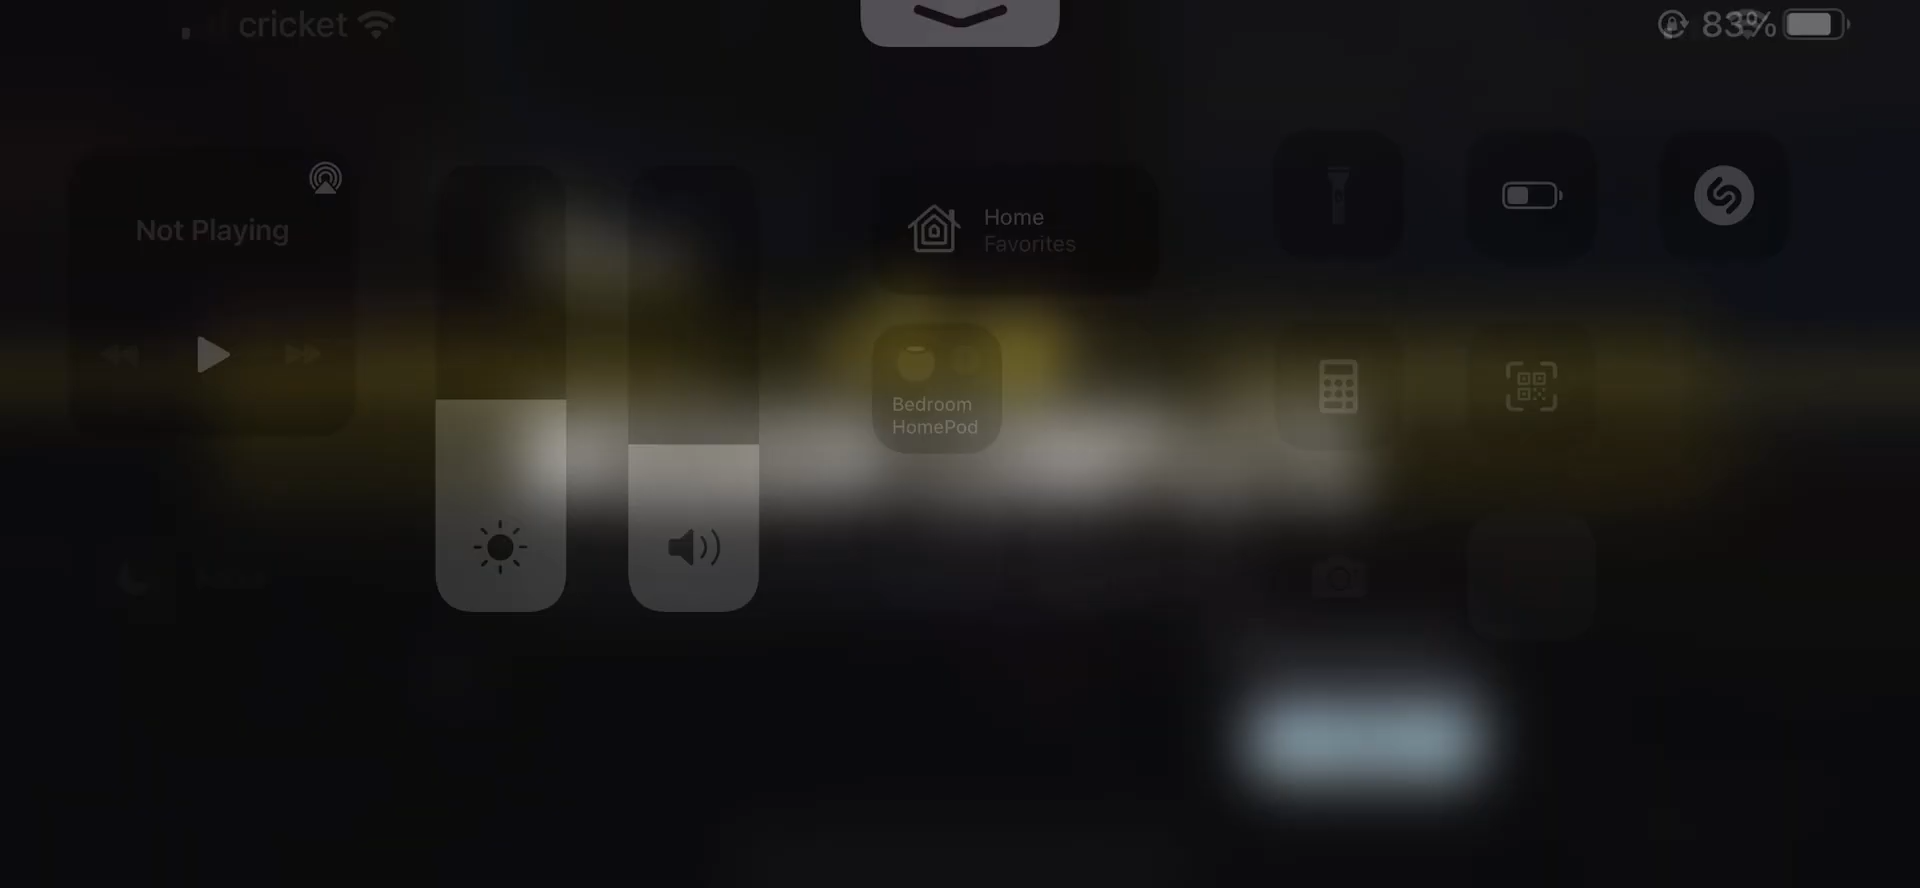 cricket
83%
Not Playing
Home
Favorites
Bedroom
HomePod